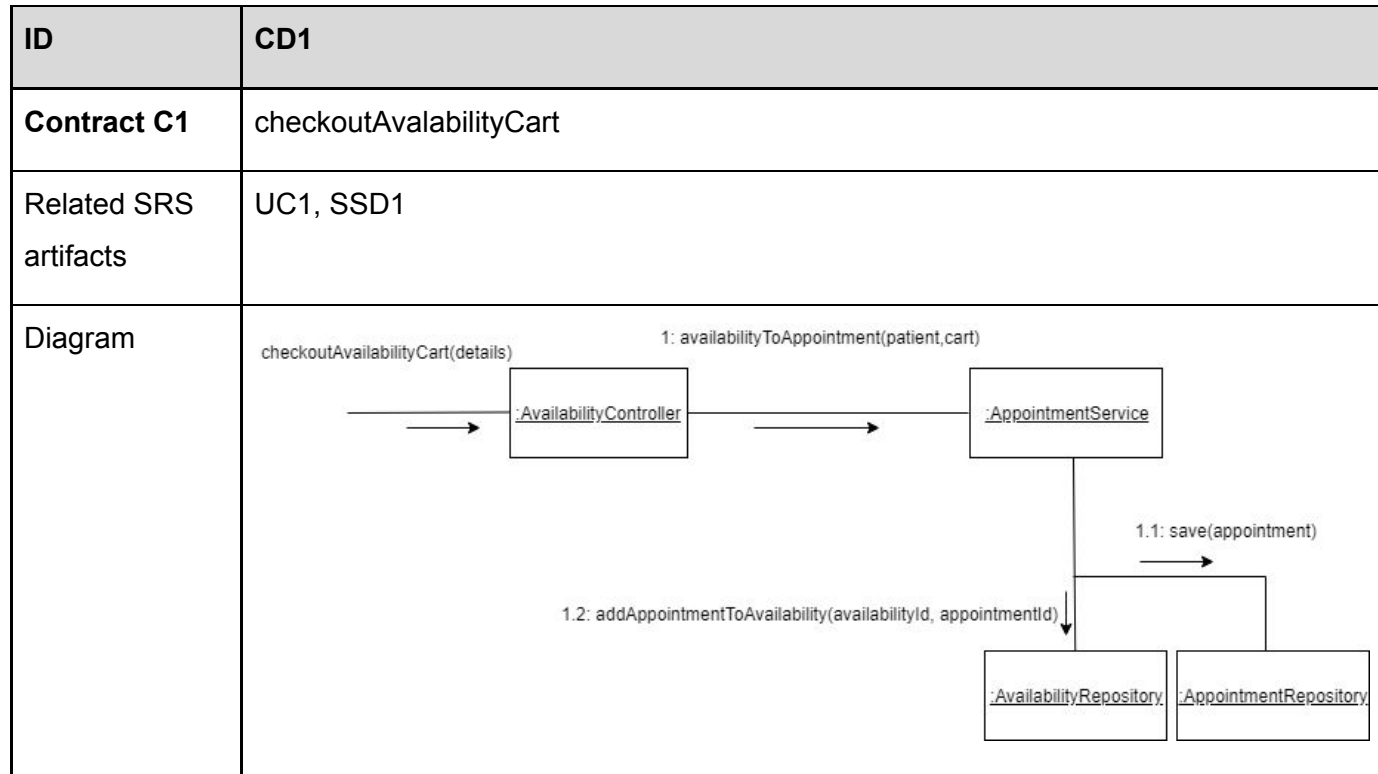 ID
CD1
Contract C1
checkoutAvalabilityCart
Related SRS
artifacts
UC1, SSD1
Diagram
checkoutAvailabilityCart(details)
1: availabilityToAppointment(patient,cart)
:AvailabilityController
:AppointmentService
1.1: save(appointment)
1.2: addAppointmentToAvailability(availabilityId, appointmentId)
:AvailabilityRepository
:AppointmentRepository